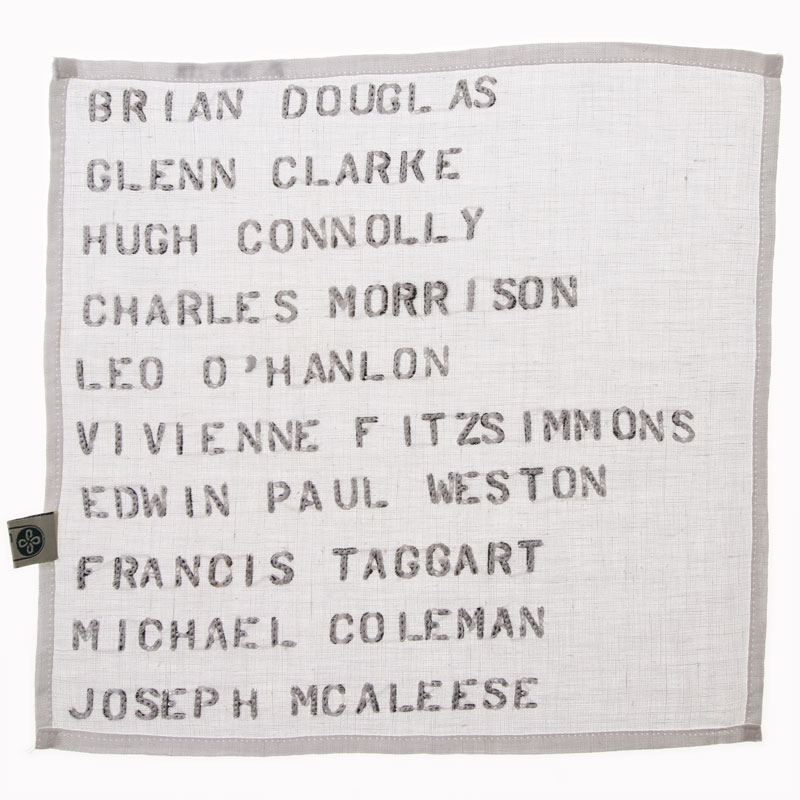 BRIAN DOUGLAS
GLENN CLARKE
HUGH CONNOLLY
CHARLES MORRISON
LEO O'HANLON
VIVIENNE FITZSIMMONS
EDWIN PAUL WESTON
FRANCIS TAGGART
MICHAEL COLEMAN
JOSEPH MCALEESE